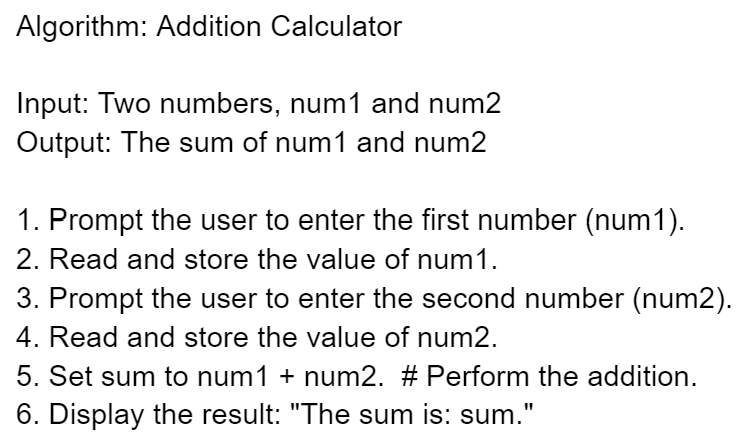 Algorithm: Addition Calculator
Input: Two numbers, num1 and num2
Output: The sum of num1 and num2
1. Prompt the user to enter the first number (num1).
2. Read and store the value of num1.
3. Prompt the user to enter the second number (num2).
4. Read and store the value of num2.
5. Set sum to num1 + num2.  # Perform the addition.
6. Display the result: "The sum is: sum."